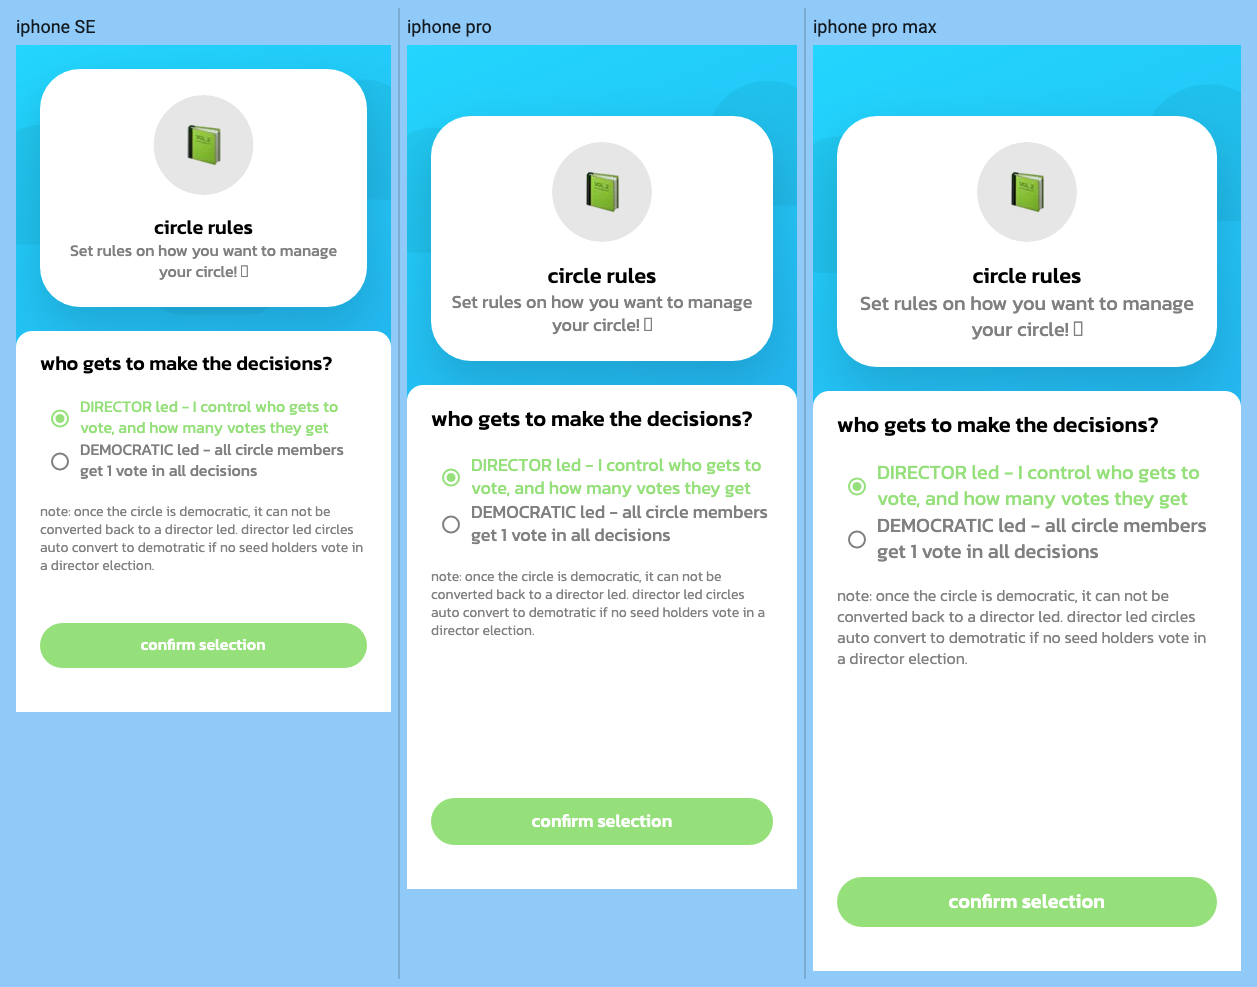 iphone SE
VOL. 2
circle rules
Set rules on how you want to manage
your circle!
who gets to make the decisions?
DIRECTOR led - I control who gets to
vote, and how many votes they get
DEMOCRATIC led - all circle members
get 1 vote in all decisions
note: once the circle is democratic, it can not be
converted back to a director led. director led circles
auto convert to demotratic if no seed holders vote in
a director election.
confirm selection
iphone pro
VOL. 2
circle rules
Set rules on how you want to manage
your circle!
who gets to make the decisions?
DIRECTOR led - I control who gets to
vote, and how many votes they get
DEMOCRATIC led - all circle members
get 1 vote in all decisions
note: once the circle is democratic, it can not be
converted back to a director led. director led circles
auto convert to demotratic if no seed holders vote in a
director election.
confirm selection
iphone pro max
VOL. 2
circle rules
Set rules on how you want to manage
your circle!
who gets to make the decisions?
DIRECTOR led - I control who gets to
vote, and how many votes they get
DEMOCRATIC led - all circle members
get 1 vote in all decisions
note: once the circle is democratic, it can not be
converted back to a director led. director led circles
auto convert to demotratic if no seed holders vote in
a director election.
confirm selection